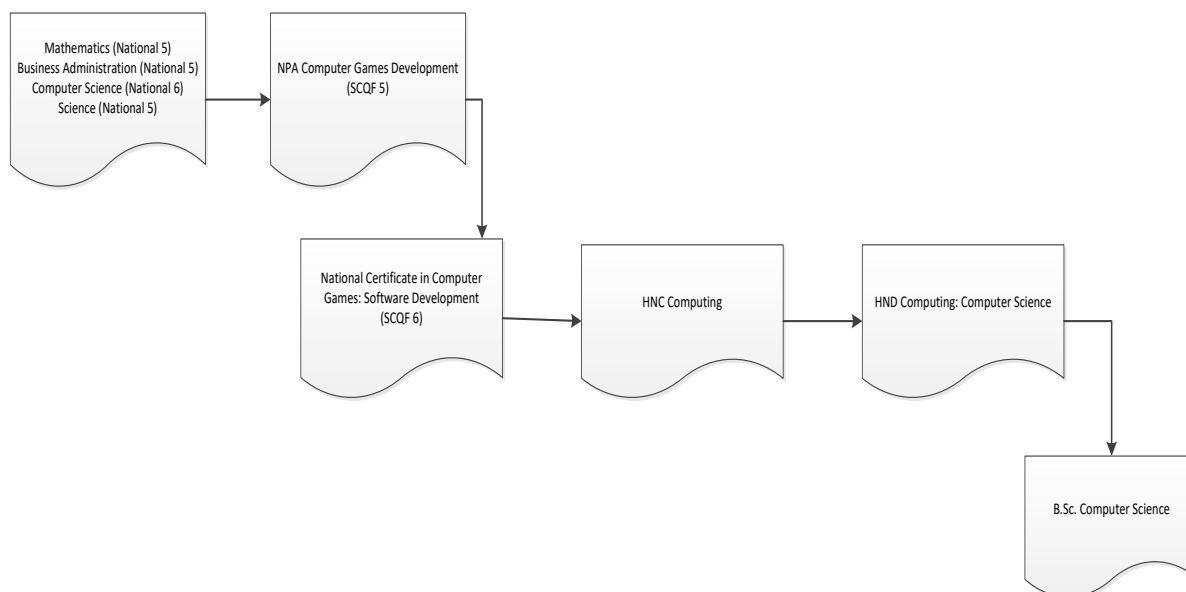 Mathematics (National 5)
Business Administration (National 5)
Computer Science (National 6)
Science (National 5)
NPA Computer Games Development
(SCQF 5)
National Certificate in Computer
Games: Software Development
(SCQF 6)
HNC Computing
HND Computing: Computer Science
B.Sc. Computer Science